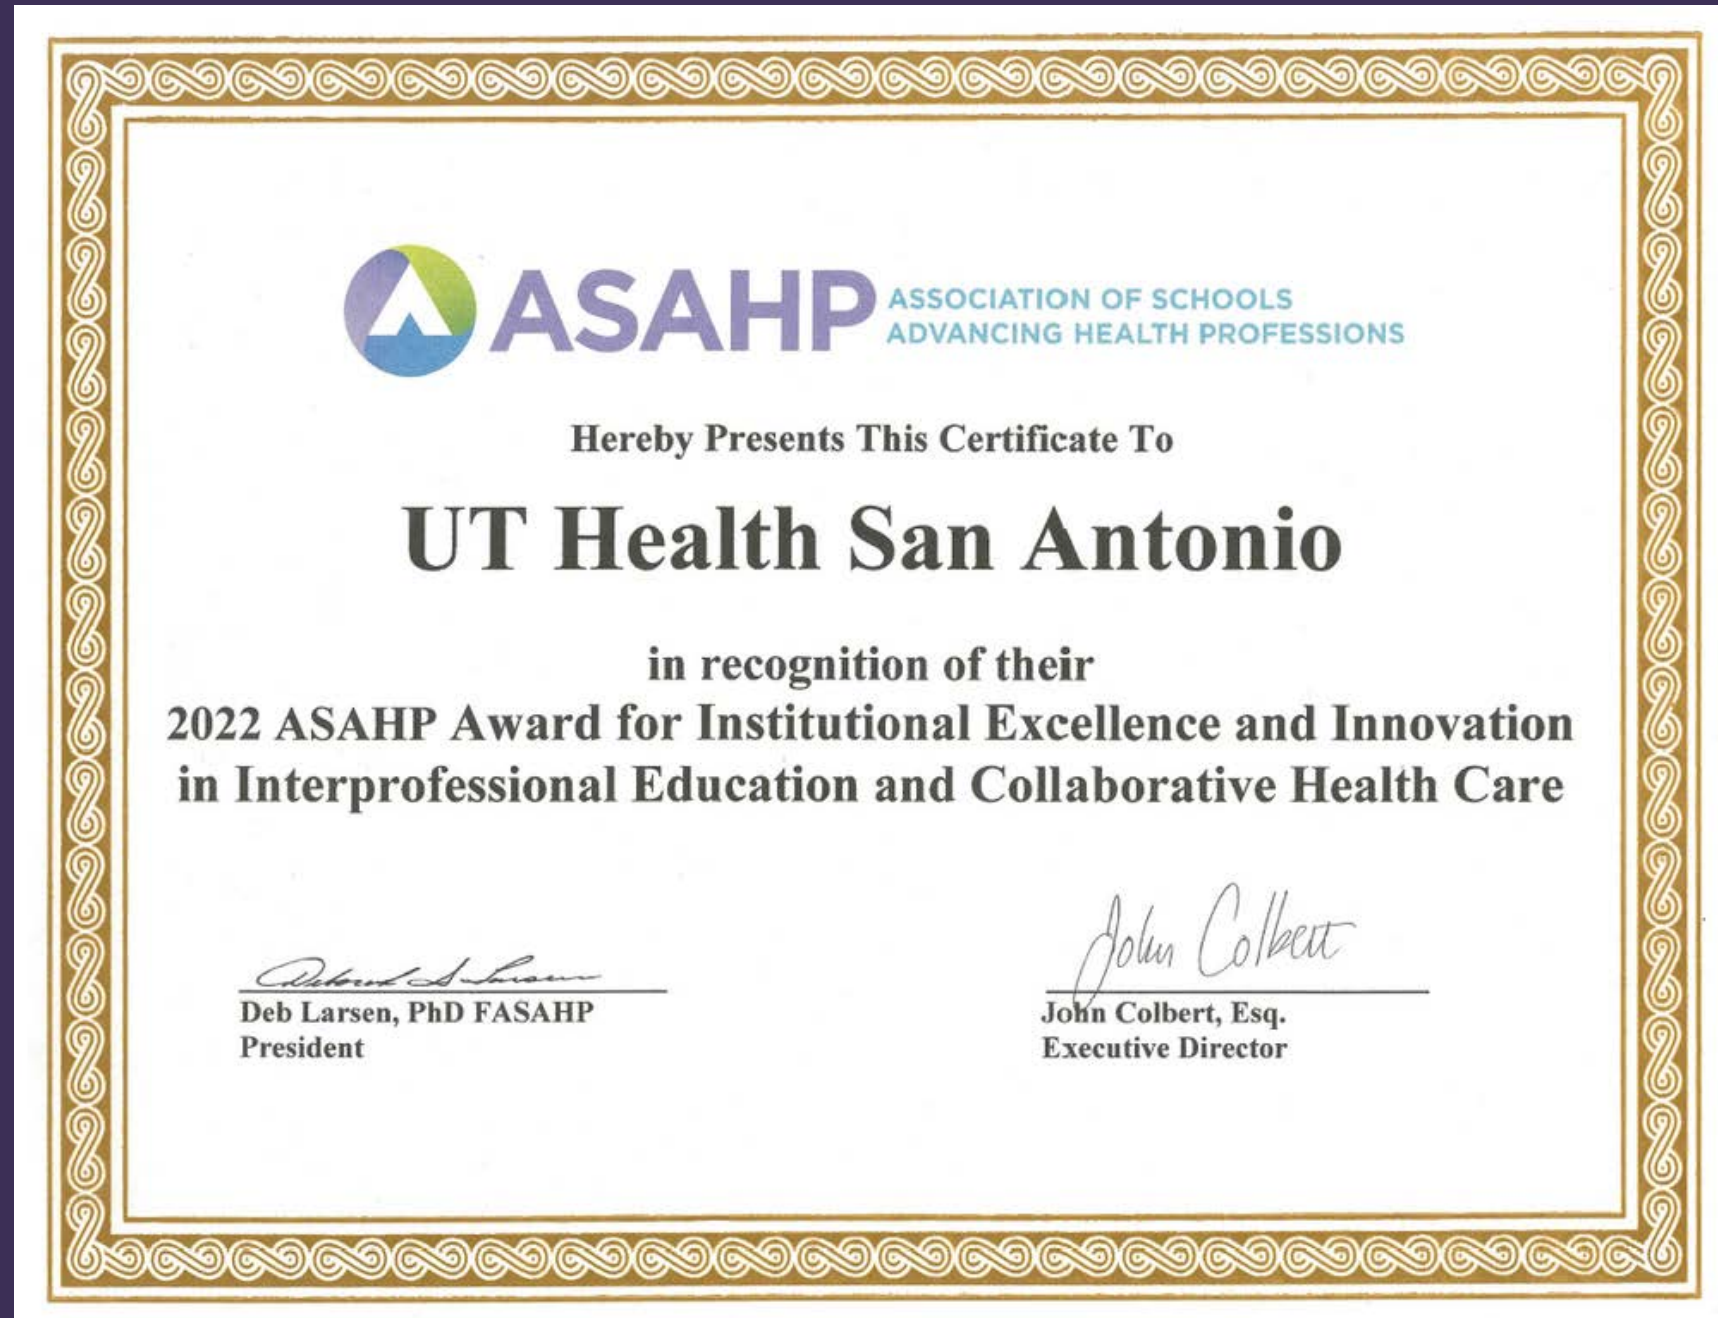 ASAHP ASSOCIATION OF SCHOOLS
ADVANCING HEALTH PROFESSIONS
Hereby Presents This Certificate To
UT Health San Antonio
in recognition of their
2022 ASAHP Award for Institutional Excellence and Innovation
in Interprofessional Education and Collaborative Health Care
Deborah S. Larsen
John Colbert
Deb Larsen, PhD FASAHP
President
John Colbert, Esq.
Executive Director